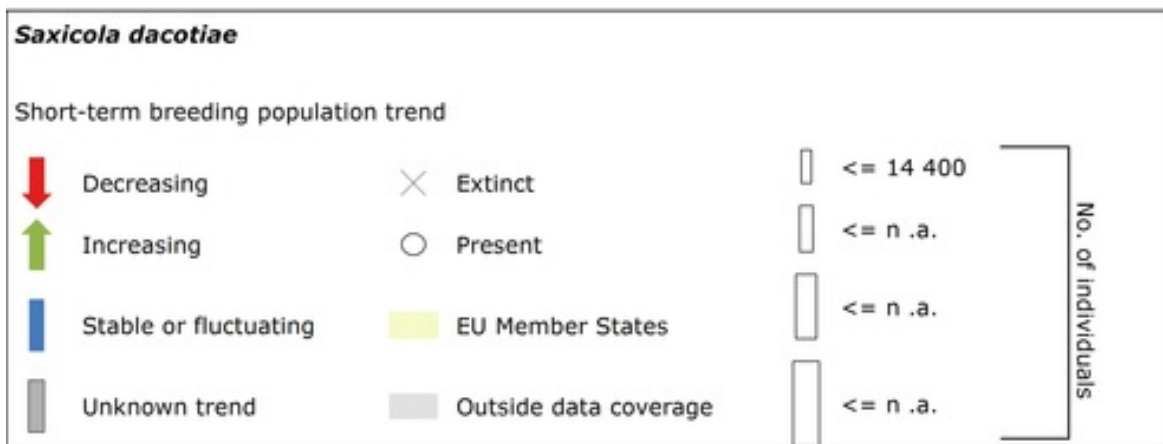 Saxicola dacotiae
Short-term breeding population trend
Decreasing
Extinct
<= 14 400
Increasing
Present
<= n .a.
Stable or fluctuating
EU Member States
<= n .a.
Unknown trend
Outside data coverage
<= n .a.
No. of individuals